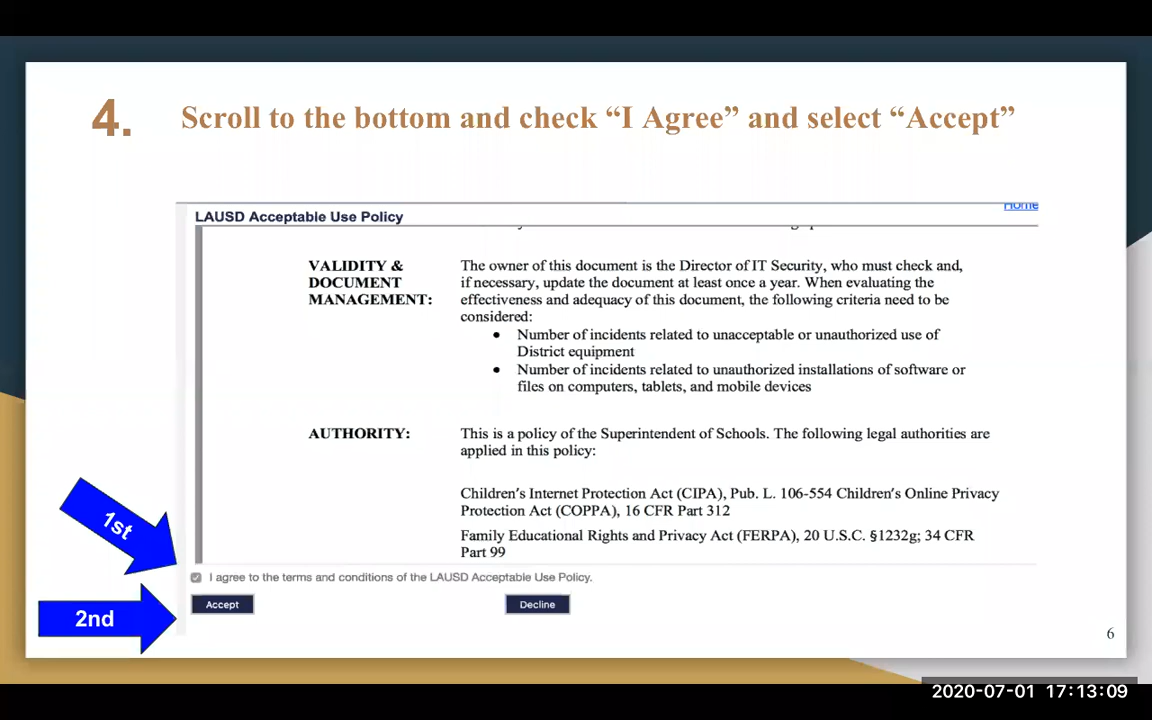 4. Scroll to the bottom and check “I Agree” and select “Accept”
Home
LAUSD Acceptable Use Policy
VALIDITY &
DOCUMENT
MANAGEMENT:
The owner of this document is the Director of IT Security, who must check and,
if necessary, update the document at least once a year. When evaluating the
effectiveness and adequacy of this document, the following criteria need to be
considered:
• Number of incidents related to unacceptable or unauthorized use of
District equipment
• Number of incidents related to unauthorized installations of software or
files on computers, tablets, and mobile devices
AUTHORITY:
This is a policy of the Superintendent of Schools. The following legal authorities are
applied in this policy:
Children's Internet Protection Act (CIPA), Pub. L. 106-554 Children's Online Privacy
Protection Act (COPPA), 16 CFR Part 312
Family Educational Rights and Privacy Act (FERPA), 20 U.S.C. §1232g; 34 CFR
Part 99
1st
I agree to the terms and conditions of the LAUSD Acceptable Use Policy.
Accept
Decline
2nd
6
2020-07-01 17:13:09